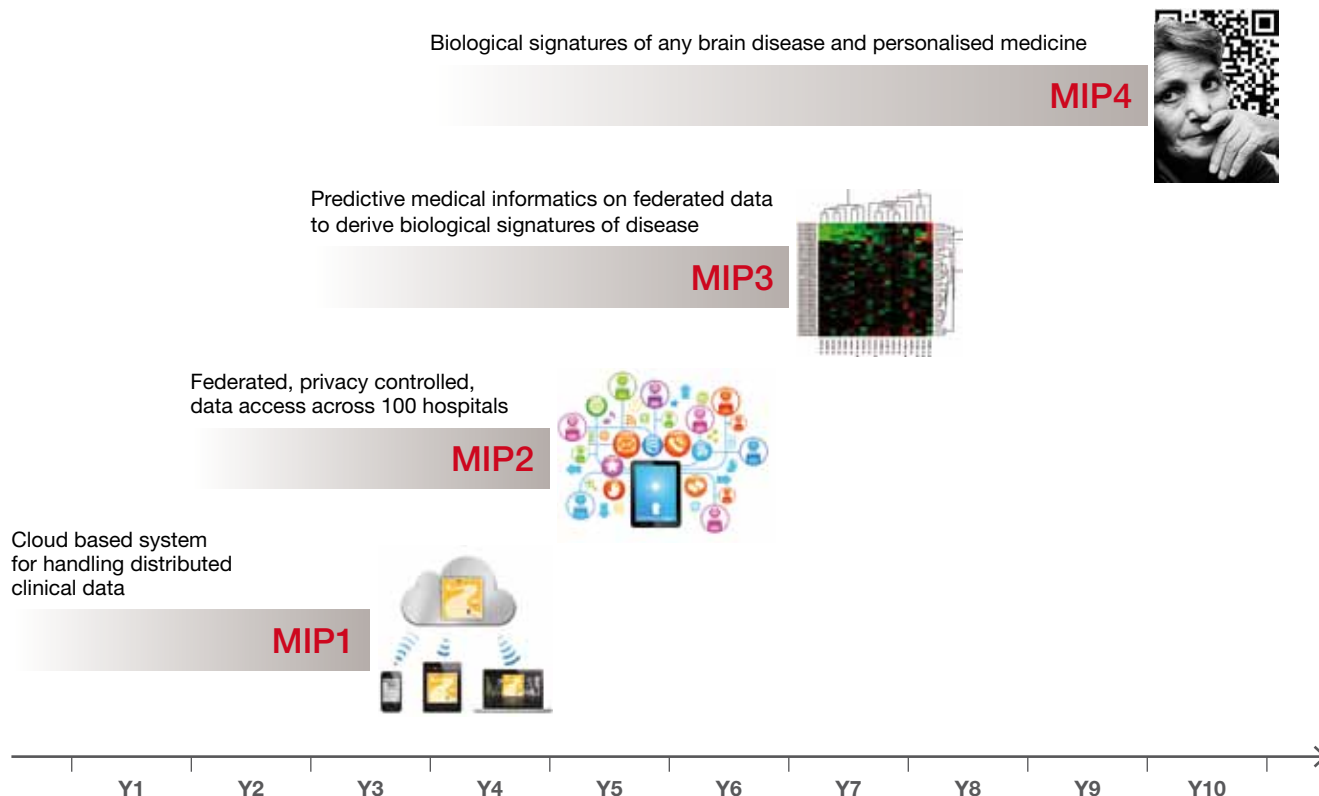 Biological signatures of any brain disease and personalised medicine
MIP4
Predictive medical informatics on federated data
to derive biological signatures of disease
MIP3
Federated, privacy controlled,
data access across 100 hospitals
MIP2
Cloud based system
for handling distributed
clinical data
MIP1
Y1 Y2 Y3 Y4 Y5 Y6 Y7 Y8 Y9 Y10